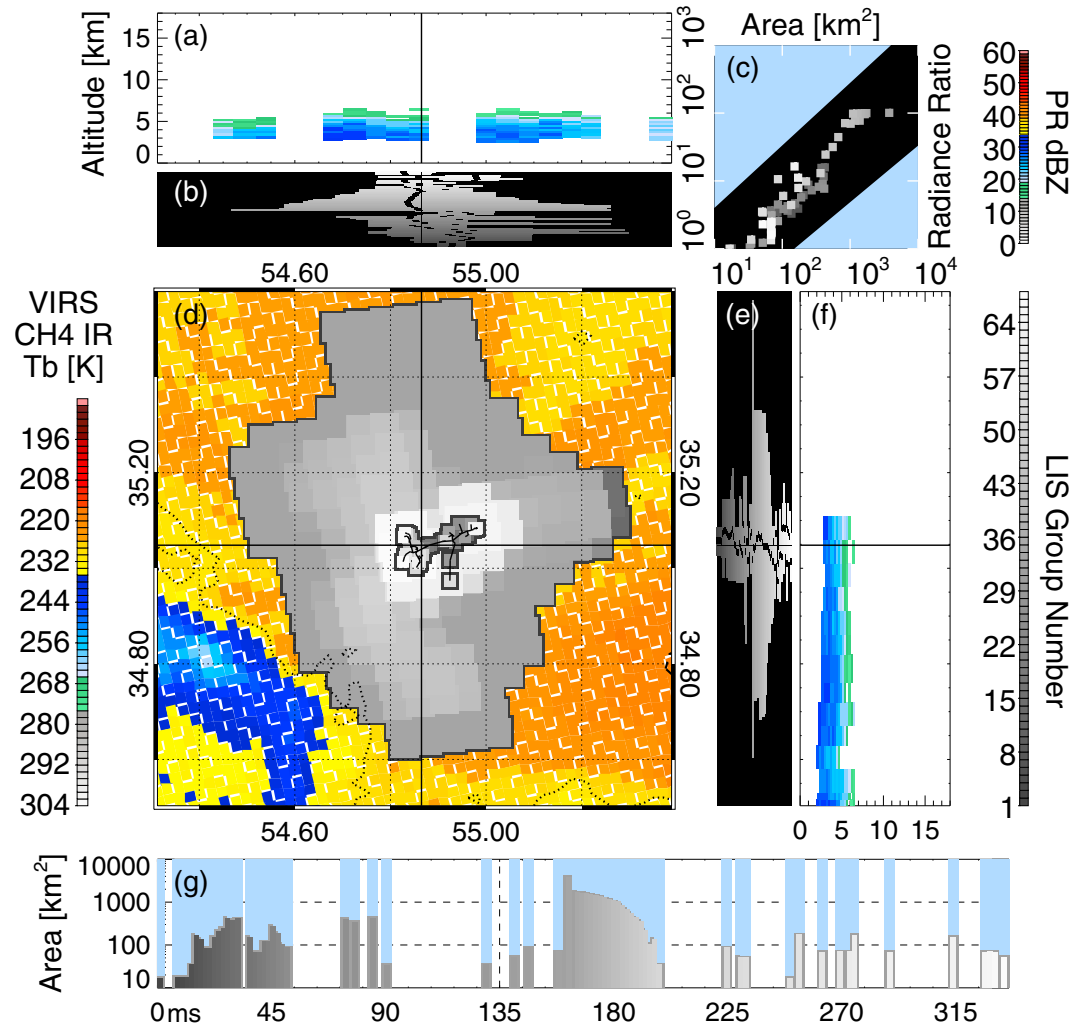 Area [km²]
(a)
Altitude [km]
15
10
5
0
10³
10²
10¹
10⁰
(b)
(c)
Radiance Ratio
10¹ 10² 10³ 10⁴
60
50
40
30
20
10
0
PR dBZ
54.60 55.00
VIRS
CH4 IR
Tb [K]
196
208
220
232
244
256
268
280
292
304
(d)
35.20
34.80
35.20
34.80
54.60 55.00
(e)
(f)
0 5 10 15
64
57
50
43
36
29
22
15
8
1
LIS Group Number
(g)
Area [km²]
10000
1000
100
10
0 ms 45 90 135 180 225 270 315